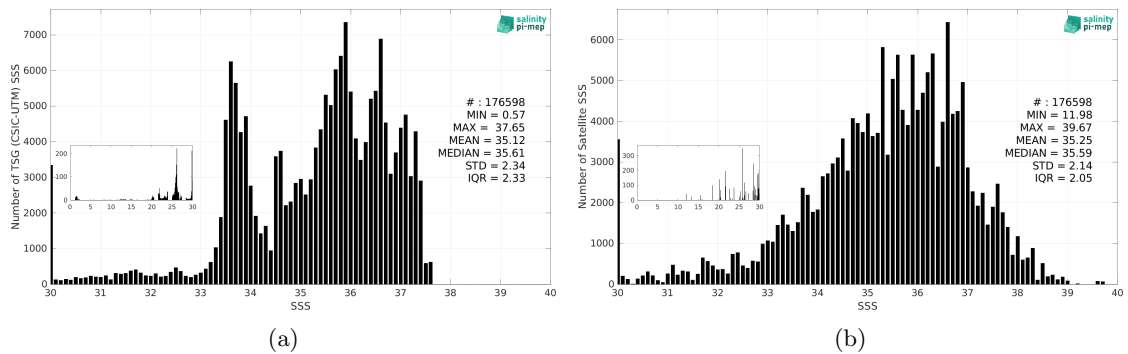 salinity
pi-mep
7000
6000
5000
4000
3000
2000
1000
0
Number of TSG (CSIC-UTM) SSS
# : 176598
MIN = 0.57
MAX = 37.65
MEAN = 35.12
MEDIAN = 35.61
STD = 2.34
IQR = 2.33
200
100
0
0 5 10 15 20 25 30
30 31 32 33 34 35 36 37 38 39 40
SSS
(a)
salinity
pi-mep
6000
5000
4000
3000
2000
1000
0
Number of Satellite SSS
# : 176598
MIN = 11.98
MAX = 39.67
MEAN = 35.25
MEDIAN = 35.59
STD = 2.14
IQR = 2.05
300
200
100
0
0 5 10 15 20 25 30
30 31 32 33 34 35 36 37 38 39 40
SSS
(b)